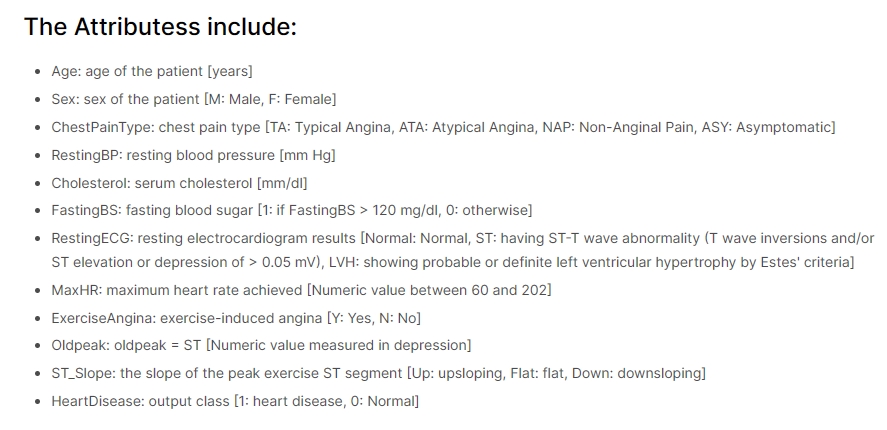 The Attributess include:
Age: age of the patient [years]
Sex: sex of the patient [M: Male, F: Female]
ChestPainType: chest pain type [TA: Typical Angina, ATA: Atypical Angina, NAP: Non-Anginal Pain, ASY: Asymptomatic]
RestingBP: resting blood pressure [mm Hg]
Cholesterol: serum cholesterol [mm/dl]
FastingBS: fasting blood sugar [1: if FastingBS > 120 mg/dl, 0: otherwise]
RestingECG: resting electrocardiogram results [Normal: Normal, ST: having ST-T wave abnormality (T wave inversions and/or
ST elevation or depression of > 0.05 mV), LVH: showing probable or definite left ventricular hypertrophy by Estes' criteria]
MaxHR: maximum heart rate achieved [Numeric value between 60 and 202]
ExerciseAngina: exercise-induced angina [Y: Yes, N: No]
Oldpeak: oldpeak = ST [Numeric value measured in depression]
ST_Slope: the slope of the peak exercise ST segment [Up: upsloping, Flat: flat, Down: downsloping]
HeartDisease: output class [1: heart disease, 0: Normal]